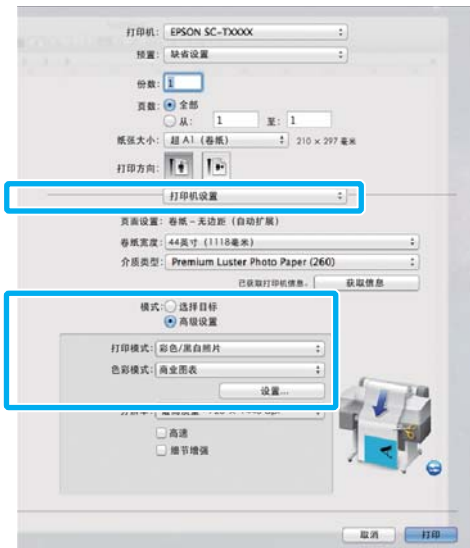 打印机: EPSON SC-TXXXX
预置: 缺省设置
份数: 1
页数: 全部
从: 1 至: 1
纸张大小: 超 A1（卷纸） 210 × 297 毫米
打印方向:
打印机设置
页面设置: 卷纸 - 无边距（自动扩展）
卷纸宽度: 44英寸（1118毫米）
介质类型: Premium Luster Photo Paper (260)
已获取打印机信息。 获取信息
模式: 选择目标
高级设置
打印模式: 彩色/黑白照片
色彩模式: 商业图表
设置...
高速
细节增强
取消 打印